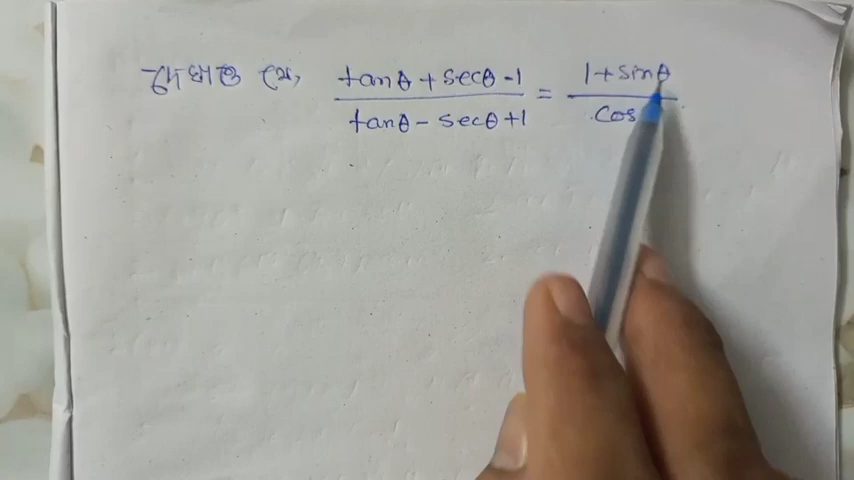 দেখাও যে, (tanθ + secθ - 1)/(tanθ - secθ + 1) = (1 + sinθ)/cos